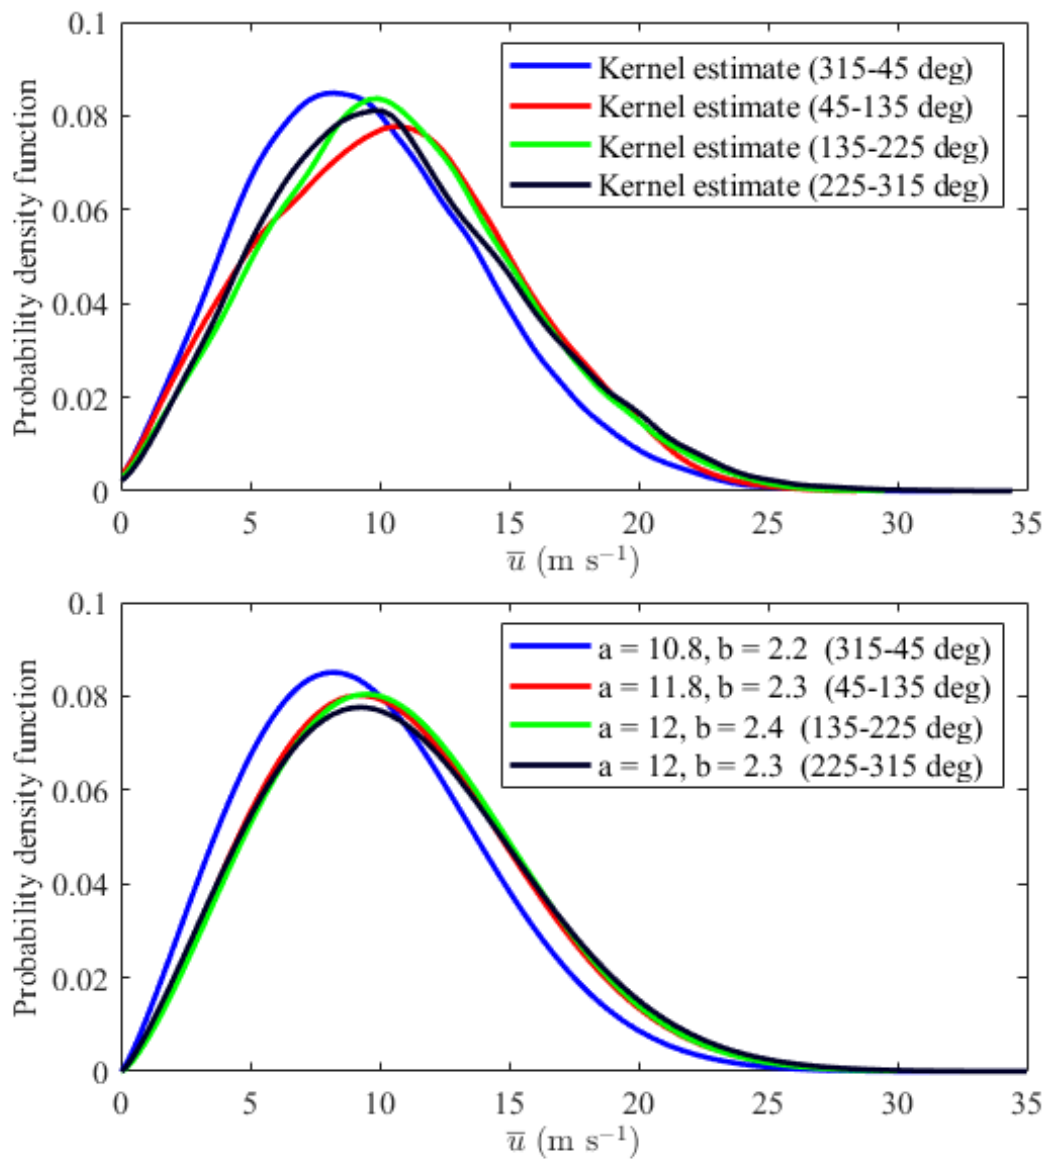 0.1
0.08
0.06
0.04
0.02
0
Probability density function
Kernel estimate (315-45 deg)
Kernel estimate (45-135 deg)
Kernel estimate (135-225 deg)
Kernel estimate (225-315 deg)
0 5 10 15 20 25 30 35
u̅ (m s⁻¹)
0.1
0.08
0.06
0.04
0.02
0
Probability density function
a = 10.8, b = 2.2 (315-45 deg)
a = 11.8, b = 2.3 (45-135 deg)
a = 12, b = 2.4 (135-225 deg)
a = 12, b = 2.3 (225-315 deg)
0 5 10 15 20 25 30 35
u̅ (m s⁻¹)